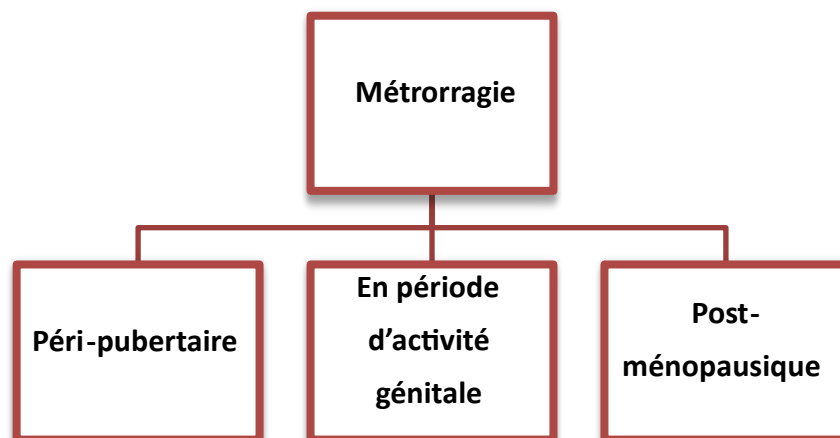 Métrorragie
Péri-pubertaire
En période
d’activité
génitale
Post-
ménopausique